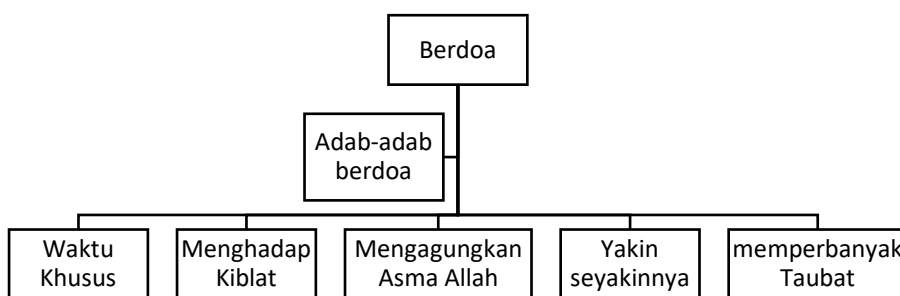 Berdoa
Adab-adab
berdoa
Waktu
Khusus
Menghadap
Kiblat
Mengagungkan
Asma Allah
Yakin
seyakinnya
memperbanyak
Taubat